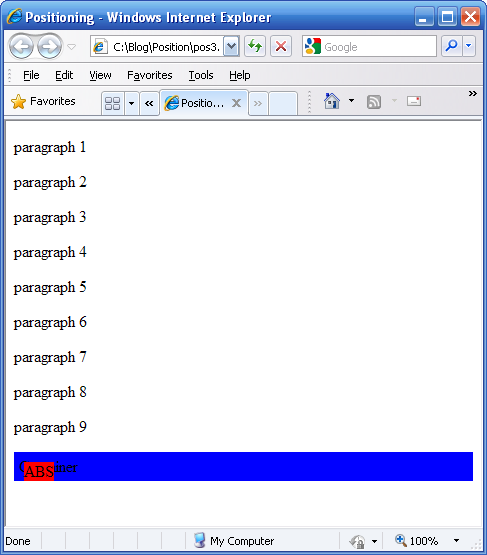 Positioning - Windows Internet Explorer
C:\Blog\Position\pos3.
Google
File Edit View Favorites Tools Help
Favorites
Positio...
paragraph 1
paragraph 2
paragraph 3
paragraph 4
paragraph 5
paragraph 6
paragraph 7
paragraph 8
paragraph 9
ABS
Done My Computer 100%